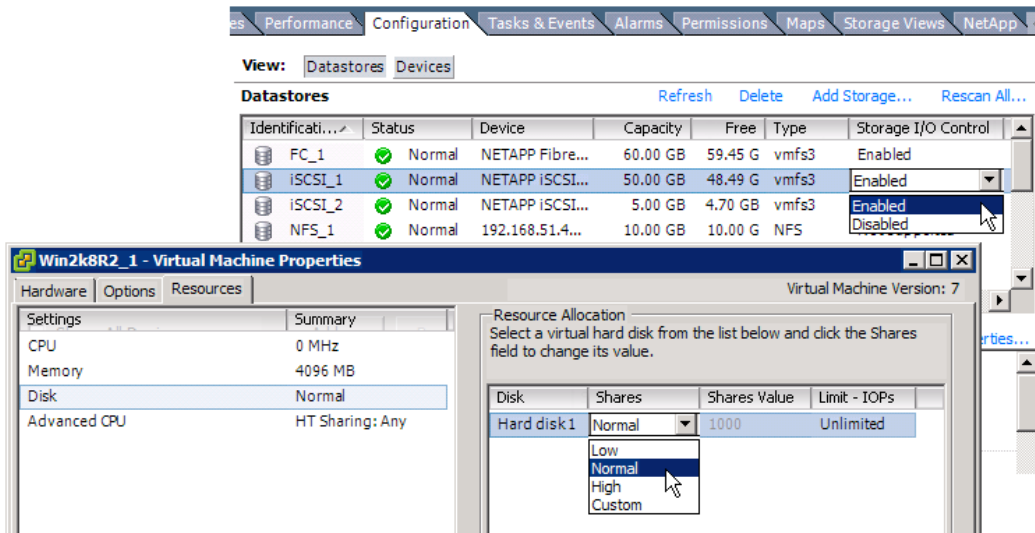 es Performance Configuration Tasks & Events Alarms Permissions Maps Storage Views NetApp
View: Datastores Devices
Datastores Refresh Delete Add Storage... Rescan All...
Identificati... Status Device Capacity Free Type Storage I/O Control
FC_1 Normal NETAPP Fibre... 60.00 GB 59.45 G vmfs3 Enabled
iSCSI_1 Normal NETAPP iSCSI... 50.00 GB 48.49 G vmfs3 Enabled
iSCSI_2 Normal NETAPP iSCSI... 5.00 GB 4.70 GB vmfs3 Enabled
NFS_1 Normal 192.168.51.4... 10.00 GB 10.00 G NFS Disabled
Win2k8R2_1 - Virtual Machine Properties
Hardware Options Resources Virtual Machine Version: 7
Settings Summary
CPU 0 MHz
Memory 4096 MB
Disk Normal
Advanced CPU HT Sharing: Any
Resource Allocation
Select a virtual hard disk from the list below and click the Shares
field to change its value.
Disk Shares Shares Value Limit - IOPs
Hard disk 1 Normal 1000 Unlimited
Low
Normal
High
Custom
erties...